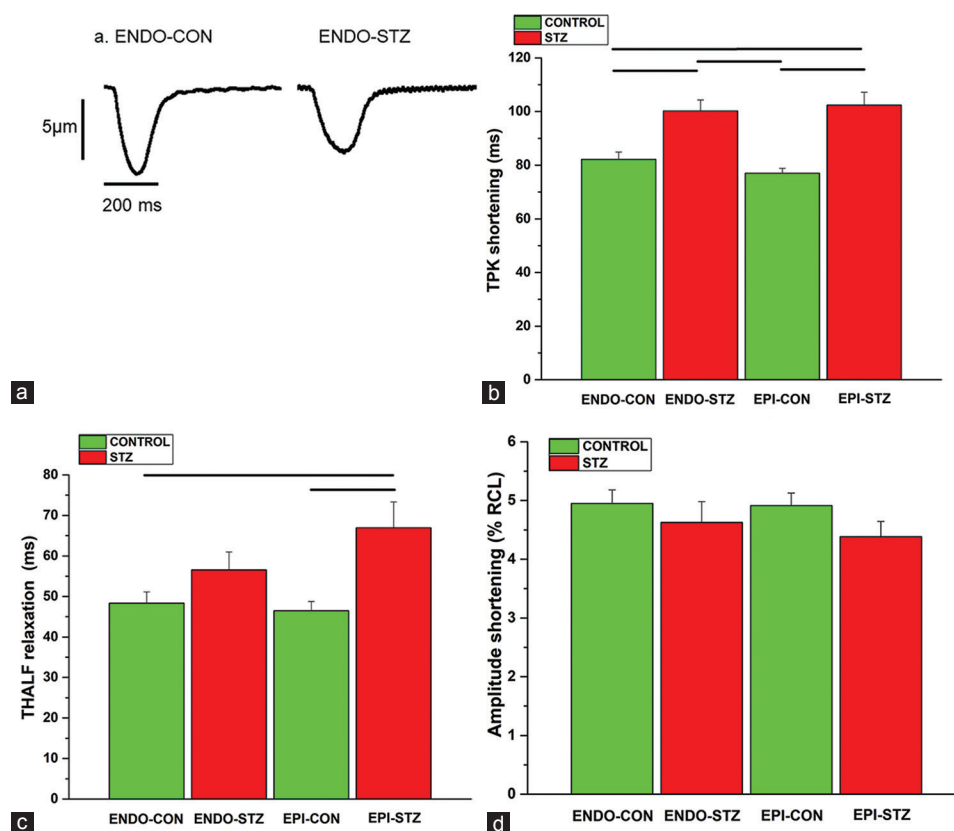 a. ENDO-CON ENDO-STZ
5µm
200 ms
a
CONTROL
STZ
TPK shortening (ms)
120
100
80
60
40
20
0
ENDO-CON ENDO-STZ EPI-CON EPI-STZ
b
CONTROL
STZ
THALF relaxation (ms)
80
70
60
50
40
30
20
10
0
ENDO-CON ENDO-STZ EPI-CON EPI-STZ
c
CONTROL
STZ
Amplitude shortening (% RCL)
6
5
4
3
2
1
0
ENDO-CON ENDO-STZ EPI-CON EPI-STZ
d